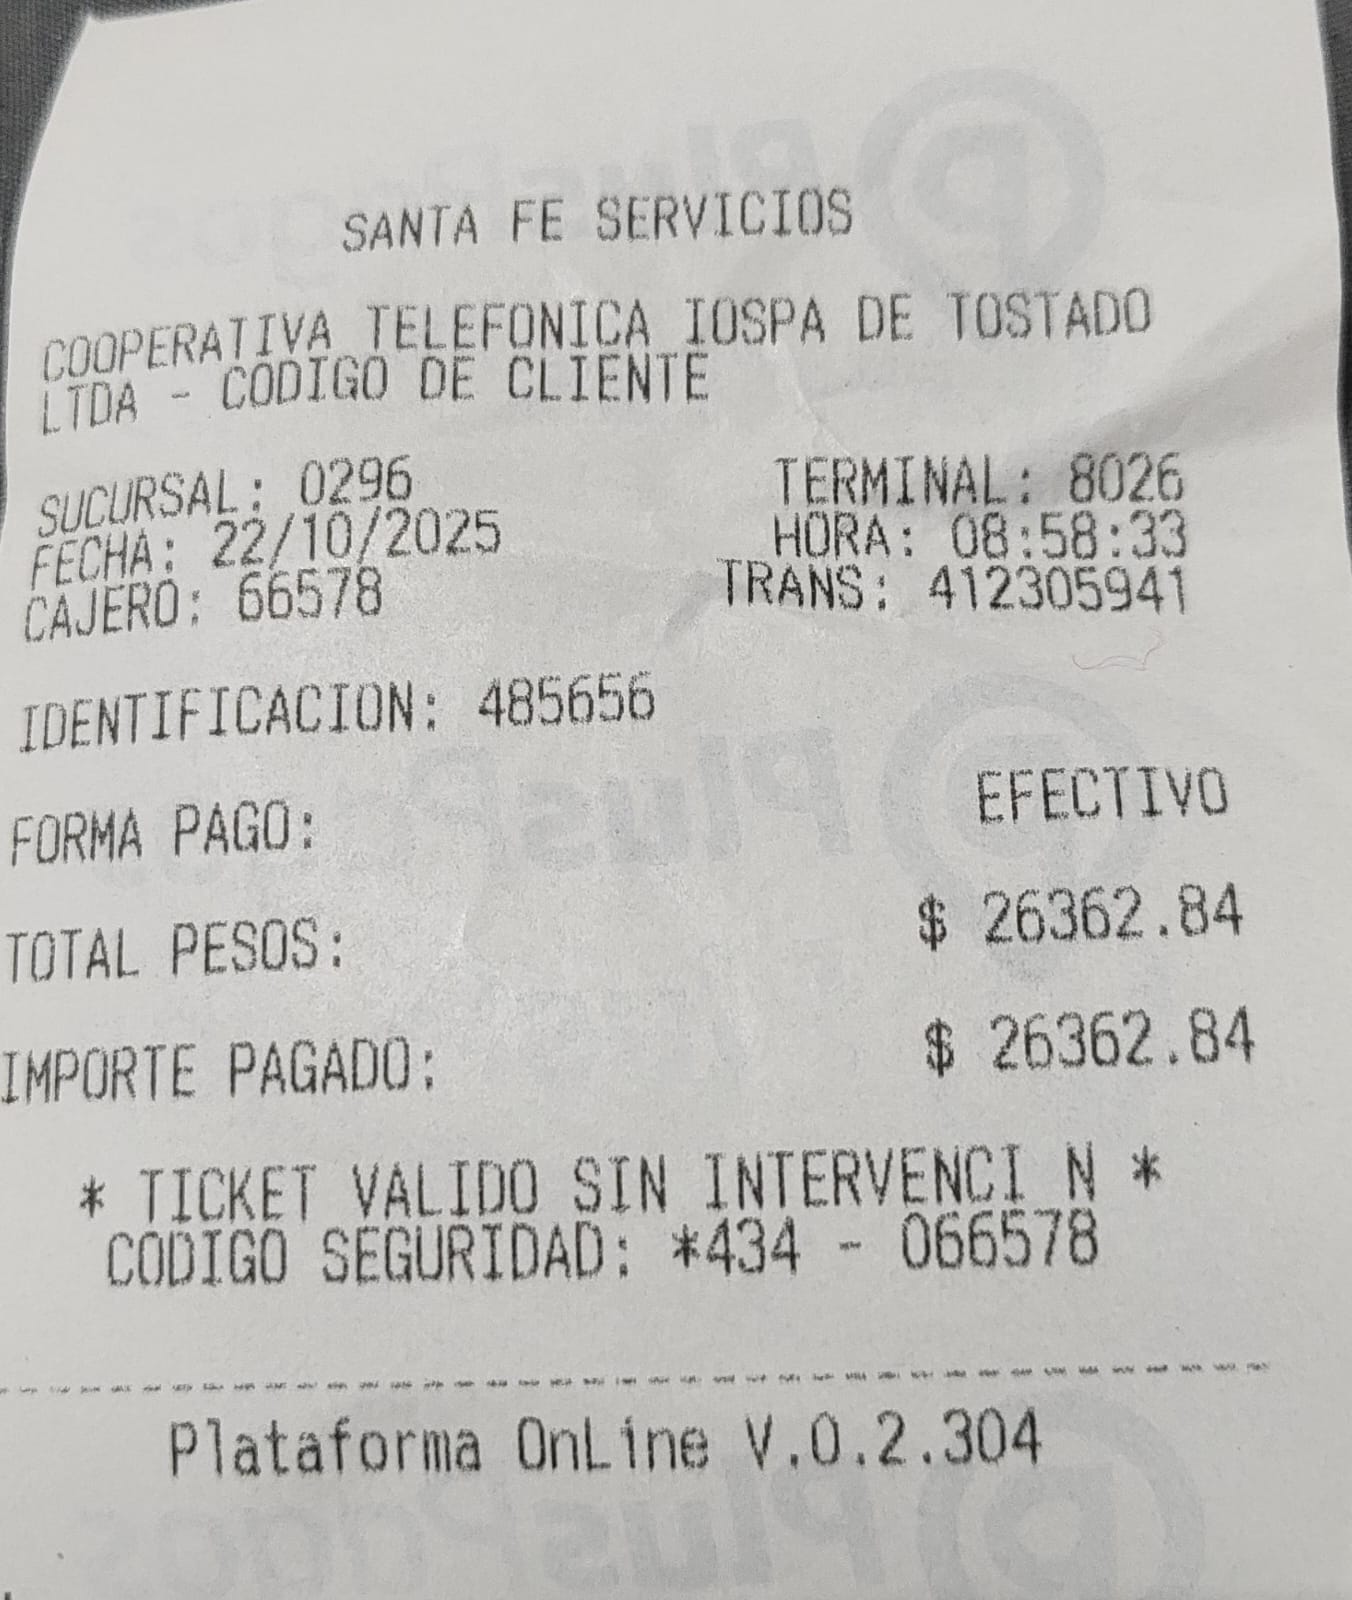 SANTA FE SERVICIOS
COOPERATIVA TELEFONICA IOSPA DE TOSTADO
LTDA - CODIGO DE CLIENTE
SUCURSAL: 0296 TERMINAL: 8026
FECHA: 22/10/2025 HORA: 08:58:33
CAJERO: 66578 TRANS: 412305941
IDENTIFICACION: 485656
FORMA PAGO: EFECTIVO
TOTAL PESOS: $ 26362.84
IMPORTE PAGADO: $ 26362.84
* TICKET VALIDO SIN INTERVENCI N *
CODIGO SEGURIDAD: *434 - 066578
Plataforma OnLine V.0.2.304
PlusPagos